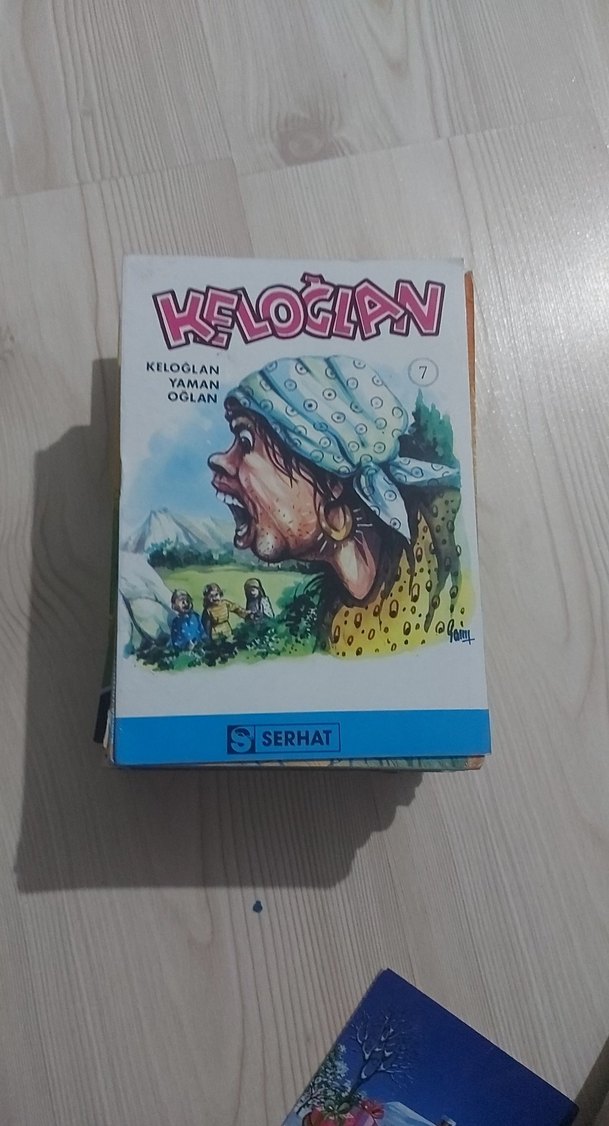 KELOĞLAN
KELOĞLAN
YAMAN
OĞLAN
7
S SERHAT